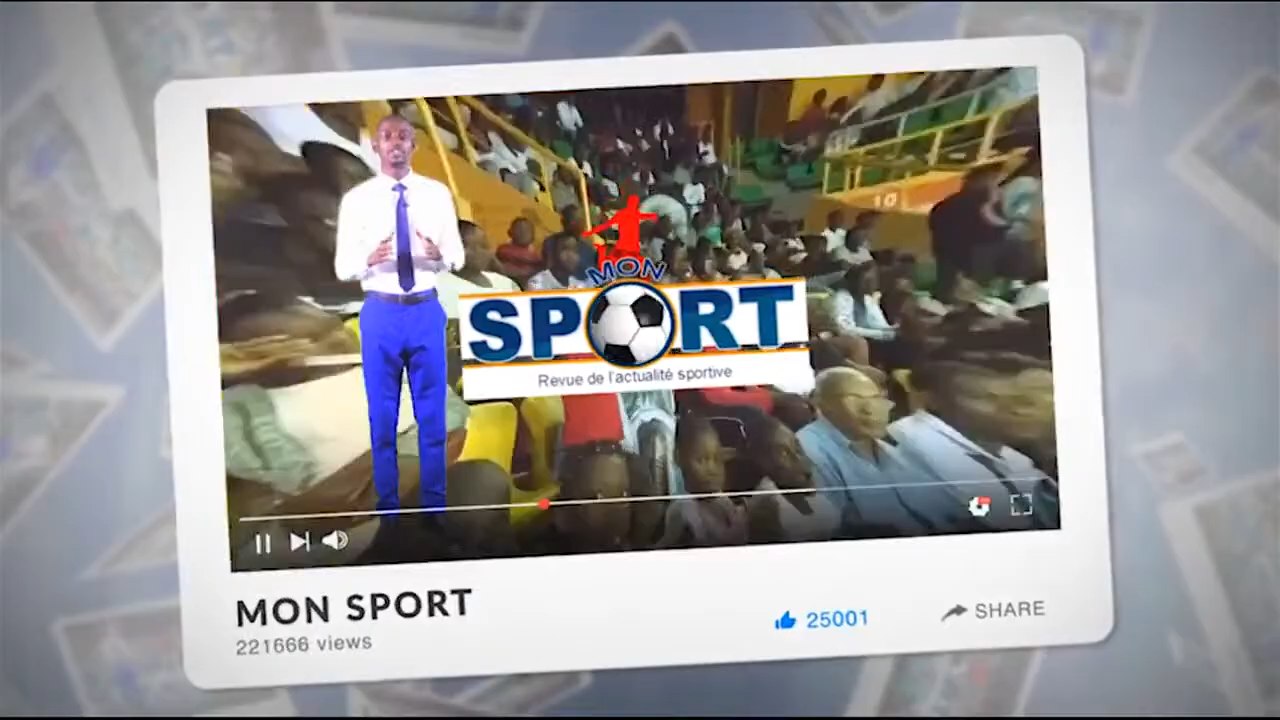 MON
SPORT
Revue de l'actualité sportive
MON SPORT
221666 views
25001
SHARE